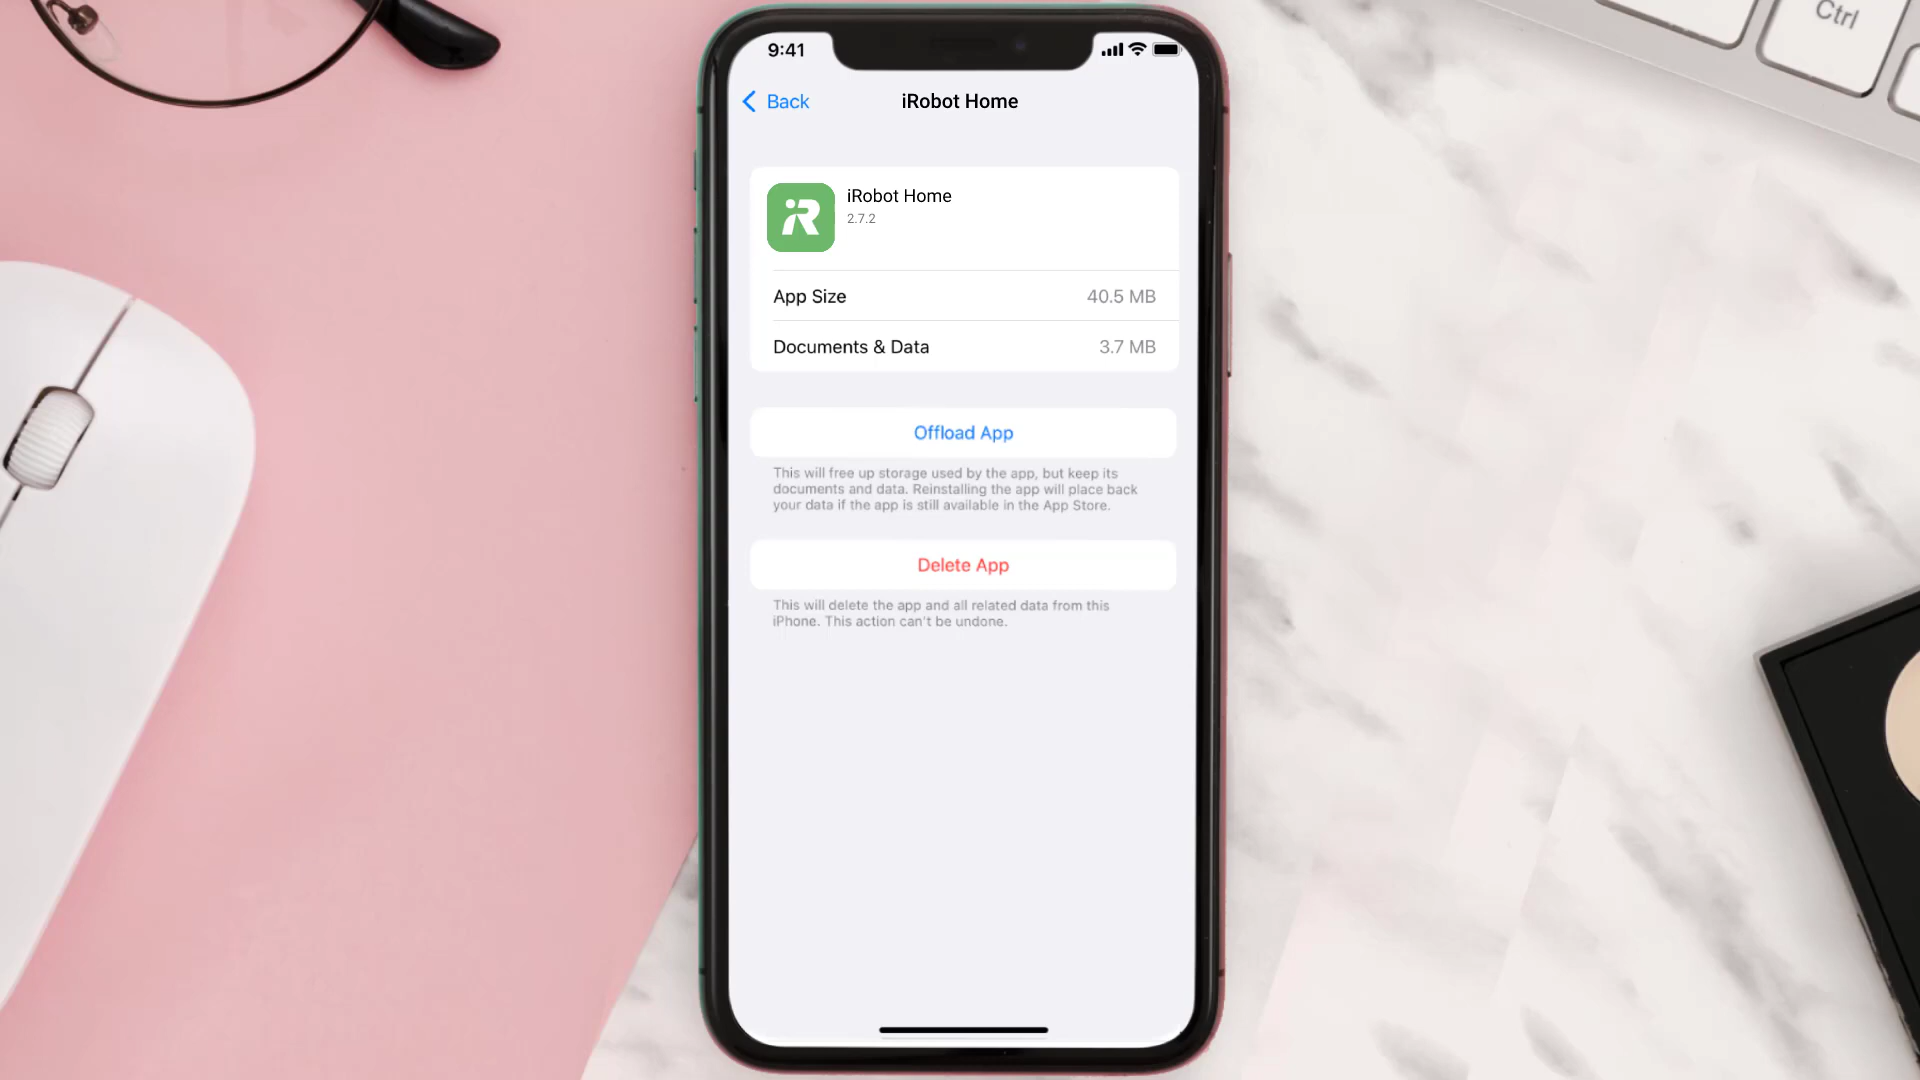 Ctrl
9:41
Back
iRobot Home
iR
iRobot Home
2.7.2
App Size 40.5 MB
Documents & Data 3.7 MB
Offload App
This will free up storage used by the app, but keep its
documents and data. Reinstalling the app will place back
your data if the app is still available in the App Store.
Delete App
This will delete the app and all related data from this
iPhone. This action can't be undone.